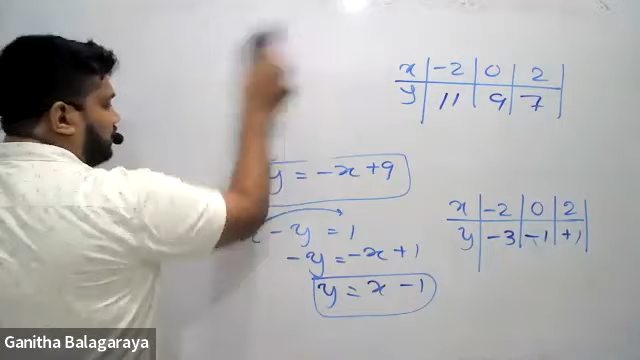 x | -2 | 0 | 2
y | 11 | 9 | 7
y = -x+9
x - y = 1
-y = -x + 1
y = x - 1
x | -2 | 0 | 2
y | -3 | -1 | +1
Ganitha Balagaraya